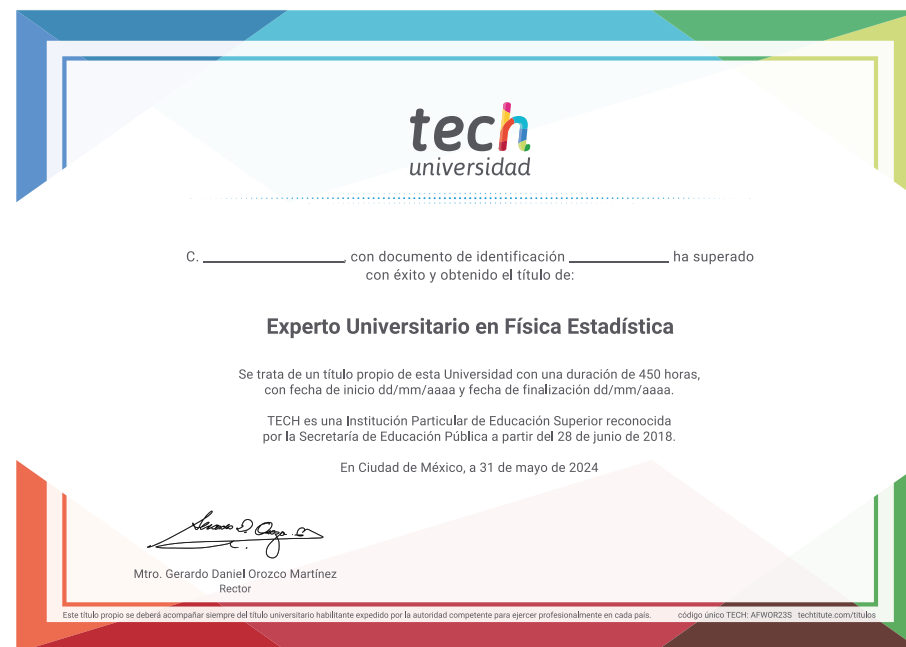 tech
universidad
C. ____________, con documento de identificación ____________ ha superado
con éxito y obtenido el título de:
Experto Universitario en Física Estadística
Se trata de un título propio de esta Universidad con una duración de 450 horas,
con fecha de inicio dd/mm/aaaa y fecha de finalización dd/mm/aaaa.
TECH es una Institución Particular de Educación Superior reconocida
por la Secretaría de Educación Pública a partir del 28 de junio de 2018.
En Ciudad de México, a 31 de mayo de 2024
Mtro. Gerardo Daniel Orozco Martínez
Rector
Este título propio se deberá acompañar siempre del título universitario habilitante expedido por la autoridad competente para ejercer profesionalmente en cada país. código único TECH: AFWOR23S techtitute.com/titulos